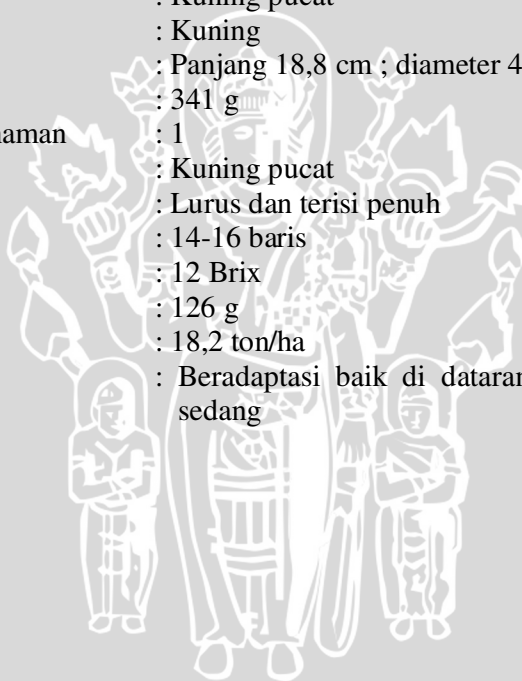 : Kuning pucat
: Kuning
: Panjang 18,8 cm ; diameter 4
: 341 g
naman : 1
: Kuning pucat
: Lurus dan terisi penuh
: 14-16 baris
: 12 Brix
: 126 g
: 18,2 ton/ha
: Beradaptasi baik di dataran
sedang